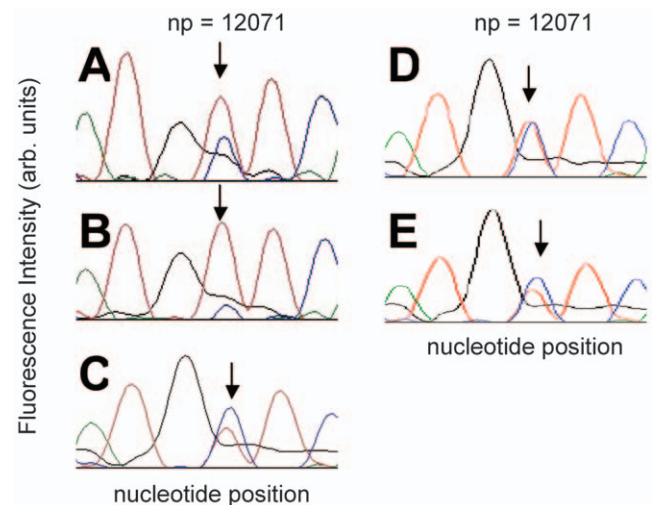 np = 12071
np = 12071
A
D
B
E
C
Fluorescence Intensity (arb. units)
nucleotide position
nucleotide position